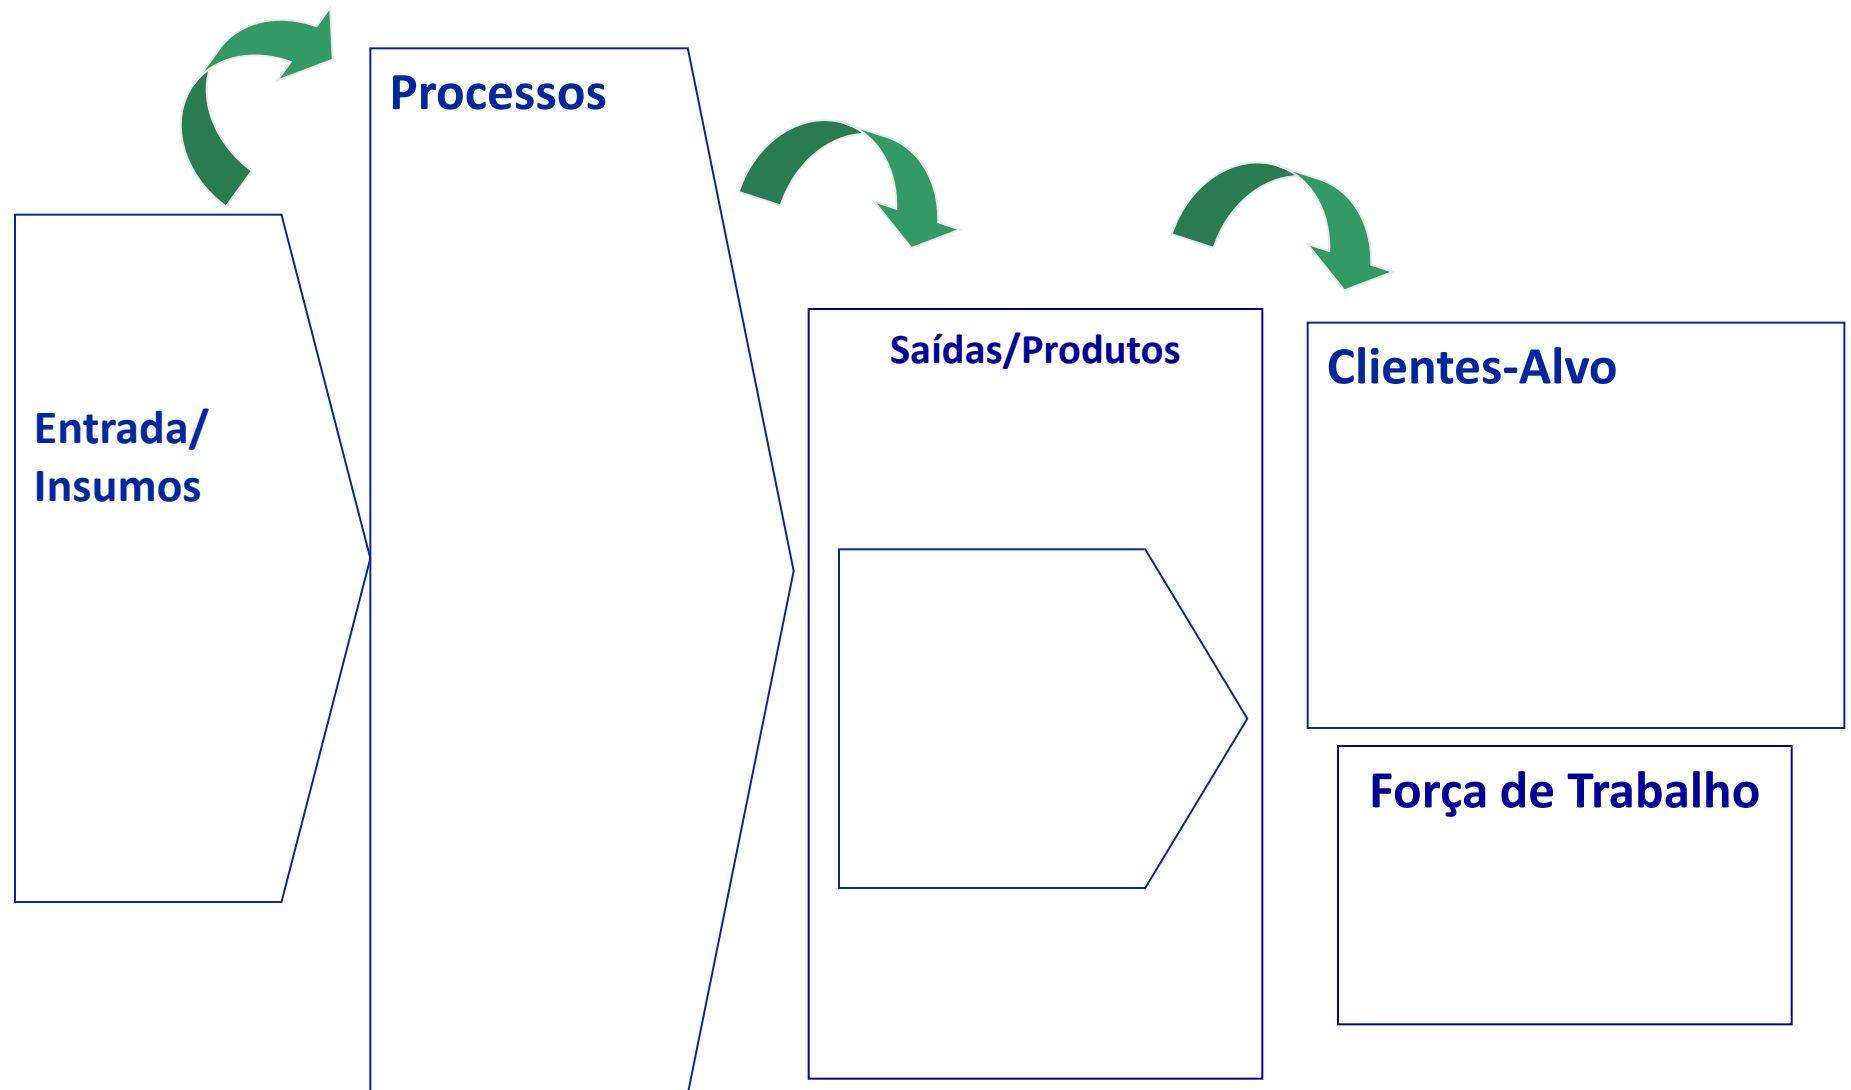 Processos
Entrada/
Insumos
Saídas/Produtos
Clientes-Alvo
Força de Trabalho